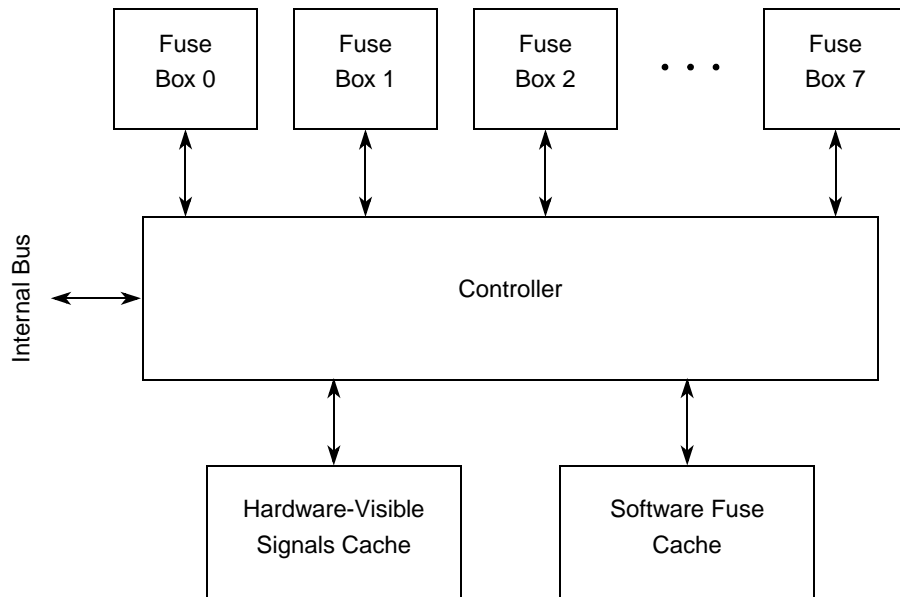 Fuse
Box 0
Fuse
Box 1
Fuse
Box 2
. . .
Fuse
Box 7
Internal Bus
Controller
Hardware-Visible
Signals Cache
Software Fuse
Cache